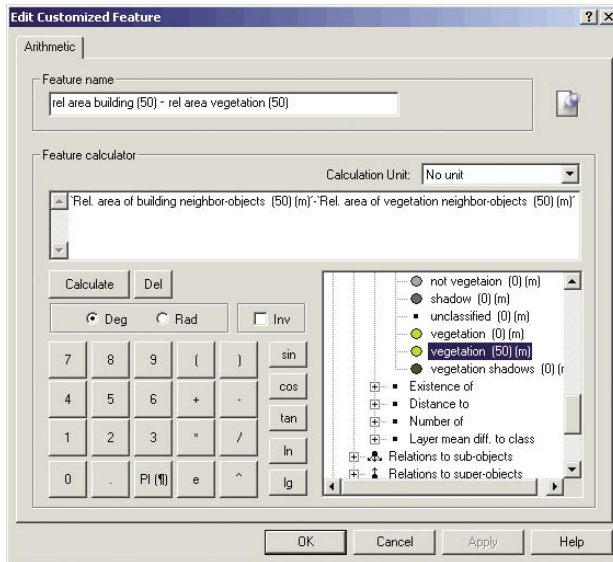 Edit Customized Feature
Arithmetic
Feature name
rel area building (50) - rel area vegetation (50)
Feature calculator
Calculation Unit: No unit
`Rel. area of building neighbor-objects (50) (m)´-`Rel. area of vegetation neighbor-objects (50) (m)´
Calculate Del
Deg Rad Inv
7 8 9 ( ) sin
4 5 6 + - cos
1 2 3 * / tan
0 . PI (¶) e ^ ln
lg
not vegetaion (0) (m)
shadow (0) (m)
unclassified (0) (m)
vegetation (0) (m)
vegetation (50) (m)
vegetation shadows (0) (r
Existence of
Distance to
Number of
Layer mean diff. to class
Relations to sub-objects
Relations to super-objects
OK Cancel Apply Help